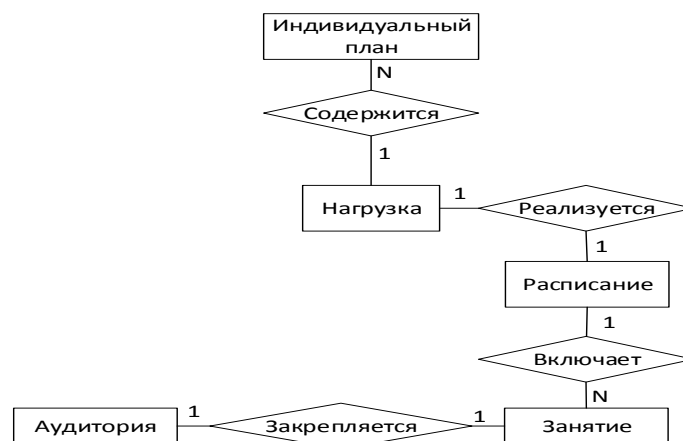 Индивидуальный
план
N
Содержится
1
Нагрузка
1
Реализуется
1
Расписание
1
Включает
N
Аудитория
1
Закрепляется
1
Занятие